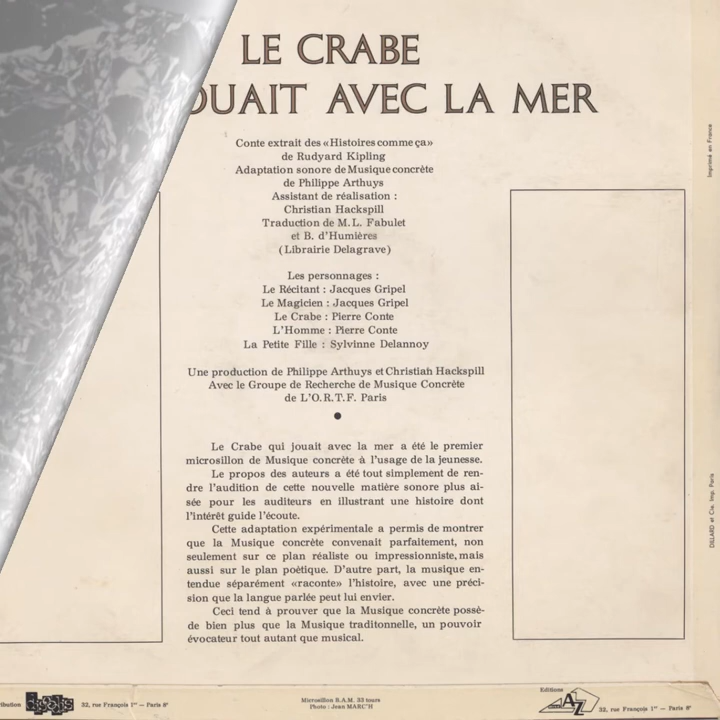 LE CRABE
OUAIT AVEC LA MER
Conte extrait des «Histoires comme ça»
de Rudyard Kipling
Adaptation sonore de Musique concrète
de Philippe Arthuys
Assistant de réalisation :
Christian Hackspill
Traduction de M.L. Fabulet
et B. d'Humières
(Librairie Delagrave)
Les personnages :
Le Récitant : Jacques Gripel
Le Magicien : Jacques Gripel
Le Crabe : Pierre Conte
L'Homme : Pierre Conte
La Petite Fille : Sylvinne Delannoy
Une production de Philippe Arthuys et Christian Hackspill
Avec le Groupe de Recherche de Musique Concrète
de L'O.R.T.F. Paris
Le Crabe qui jouait avec la mer a été le premier
microsillon de Musique concrète à l'usage de la jeunesse.
Le propos des auteurs a été tout simplement de ren-
dre l'audition de cette nouvelle matière sonore plus ai-
sée pour les auditeurs en illustrant une histoire dont
l'intérêt guide l'écoute.
Cette adaptation expérimentale a permis de montrer
que la Musique concrète convenait parfaitement, non
seulement sur ce plan réaliste ou impressionniste, mais
aussi sur le plan poètique. D'autre part, la musique en-
tendue séparément «raconte» l'histoire, avec une préci-
sion que la langue parlée peut lui envier.
Ceci tend à prouver que la Musique concrète possè-
de bien plus que la Musique traditonnelle, un pouvoir
évocateur tout autant que musical.
Imprimé en France
DILLARD et Cie. Imp. Paris
ribution
32, rue François 1er — Paris 8e
Microsillon B.A.M. 33 tours
Photo : Jean MARC'H
Editions
AZ
32, rue François 1er — Paris 8e